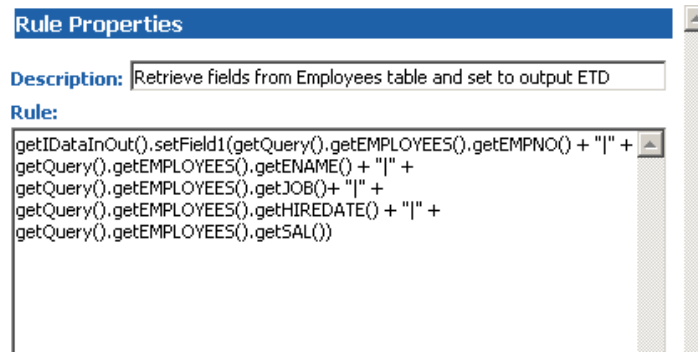 Rule Properties
Description: Retrieve fields from Employees table and set to output ETD
Rule:
getIDataInOut().setField1(getQuery().getEMPLOYEES().getEMPNO() + "|" +
getQuery().getEMPLOYEES().getENAME() + "|" +
getQuery().getEMPLOYEES().getJOB()+ "|" +
getQuery().getEMPLOYEES().getHIREDATE() + "|" +
getQuery().getEMPLOYEES().getSAL())